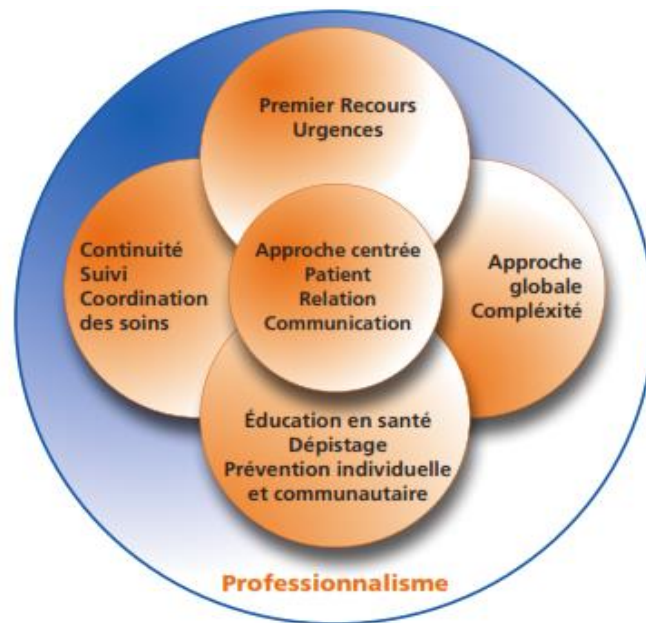 Premier Recours
Urgences
Continuité
Suivi
Coordination
des soins
Approche centrée
Patient
Relation
Communication
Approche
globale
Compléxité
Éducation en santé
Dépistage
Prévention individuelle
et communautaire
Professionnalisme